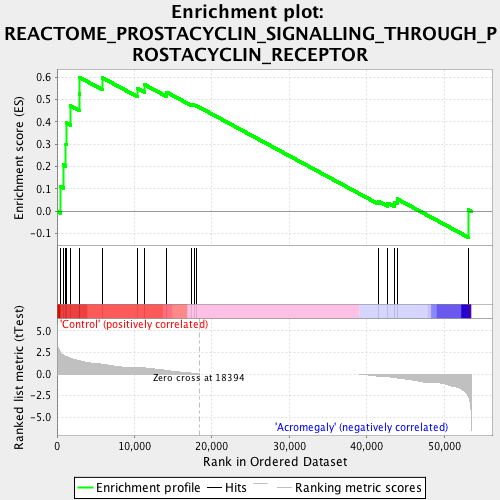 Enrichment plot:
REACTOME_PROSTACYCLIN_SIGNALLING_THROUGH_P
ROSTACYCLIN_RECEPTOR
Enrichment score (ES)
0.6
0.5
0.4
0.3
0.2
0.1
0.0
-0.1
'Control' (positively correlated)
Ranked list metric (tTest)
5.0
2.5
0.0
-2.5
-5.0
Zero cross at 18394
'Acromegaly' (negatively correlated)
0
10,000
20,000
30,000
40,000
50,000
Rank in Ordered Dataset
Enrichment profile
Hits
Ranking metric scores